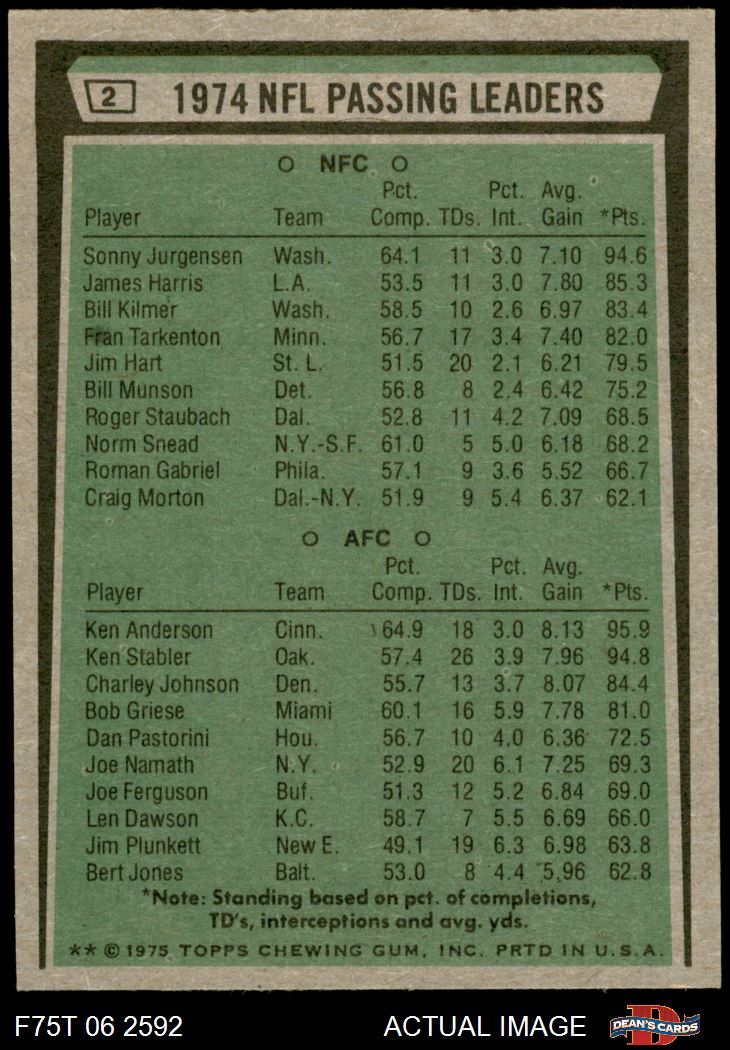 2 1974 NFL PASSING LEADERS
NFC
Pct. Pct. Avg.
Player Team Comp. TDs. Int. Gain *Pts.
Sonny Jurgensen Wash. 64.1 11 3.0 7.10 94.6
James Harris L.A. 53.5 11 3.0 7.80 85.3
Bill Kilmer Wash. 58.5 10 2.6 6.97 83.4
Fran Tarkenton Minn. 56.7 17 3.4 7.40 82.0
Jim Hart St. L. 51.5 20 2.1 6.21 79.5
Bill Munson Det. 56.8 8 2.4 6.42 75.2
Roger Staubach Dal. 52.8 11 4.2 7.09 68.5
Norm Snead N.Y.-S.F. 61.0 5 5.0 6.18 68.2
Roman Gabriel Phila. 57.1 9 3.6 5.52 66.7
Craig Morton Dal.-N.Y. 51.9 9 5.4 6.37 62.1
AFC
Pct. Pct. Avg.
Player Team Comp. TDs. Int. Gain *Pts.
Ken Anderson Cinn. 64.9 18 3.0 8.13 95.9
Ken Stabler Oak. 57.4 26 3.9 7.96 94.8
Charley Johnson Den. 55.7 13 3.7 8.07 84.4
Bob Griese Miami 60.1 16 5.9 7.78 81.0
Dan Pastorini Hou. 56.7 10 4.0 6.36 72.5
Joe Namath N.Y. 52.9 20 6.1 7.25 69.3
Joe Ferguson Buf. 51.3 12 5.2 6.84 69.0
Len Dawson K.C. 58.7 7 5.5 6.69 66.0
Jim Plunkett New E. 49.1 19 6.3 6.98 63.8
Bert Jones Balt. 53.0 8 4.4 5.96 62.8
*Note: Standing based on pct. of completions,
TD's, interceptions and avg. yds.
** © 1975 TOPPS CHEWING GUM, INC. PRTD IN U.S.A.
F75T 06 2592 ACTUAL IMAGE D DEAN'S CARDS